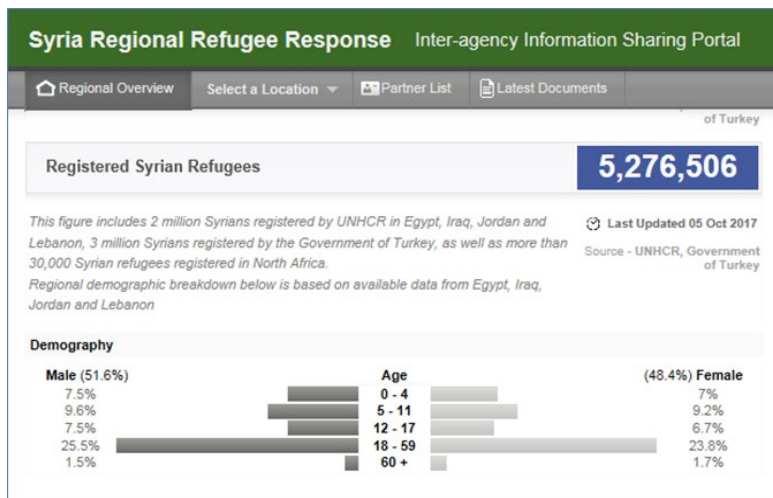 Syria Regional Refugee Response Inter-agency Information Sharing Portal
Regional Overview Select a Location Partner List Latest Documents
of Turkey
Registered Syrian Refugees 5,276,506
This figure includes 2 million Syrians registered by UNHCR in Egypt, Iraq, Jordan and
Lebanon, 3 million Syrians registered by the Government of Turkey, as well as more than
30,000 Syrian refugees registered in North Africa.
Regional demographic breakdown below is based on available data from Egypt, Iraq,
Jordan and Lebanon
Last Updated 05 Oct 2017
Source - UNHCR, Government
of Turkey
Demography
Male (51.6%) Age (48.4%) Female
7.5% 0 - 4 7%
9.6% 5 - 11 9.2%
7.5% 12 - 17 6.7%
25.5% 18 - 59 23.8%
1.5% 60 + 1.7%